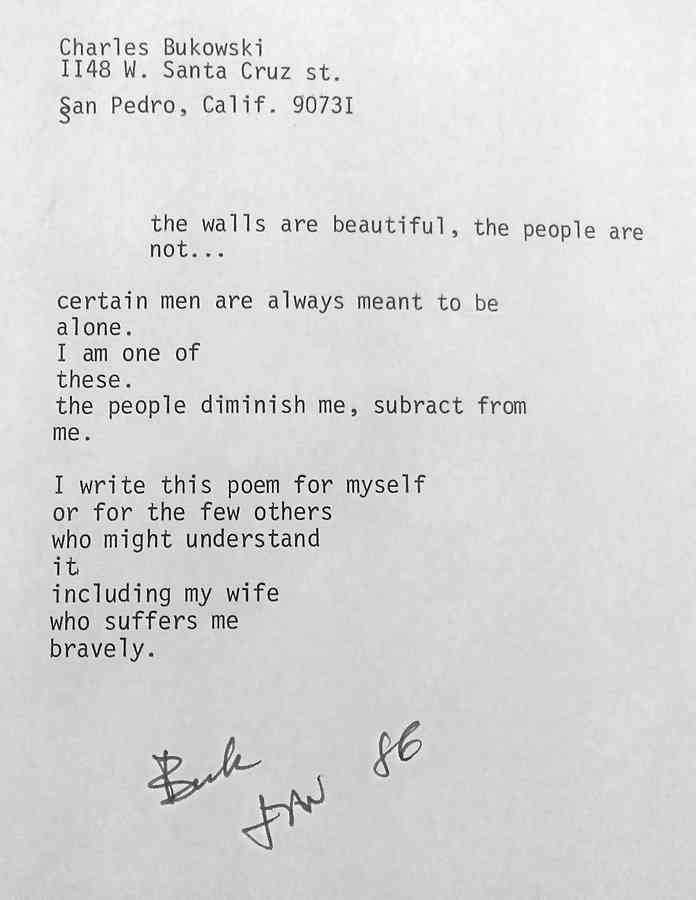 Charles Bukowski
II48 W. Santa Cruz st.
San Pedro, Calif. 9073I
the walls are beautiful, the people are
not...
certain men are always meant to be
alone.
I am one of
these.
the people diminish me, subract from
me.
I write this poem for myself
or for the few others
who might understand
it
including my wife
who suffers me
bravely.
Buk
JAN 86